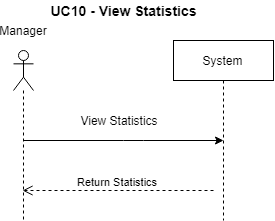 UC10 - View Statistics
Manager
System
View Statistics
Return Statistics